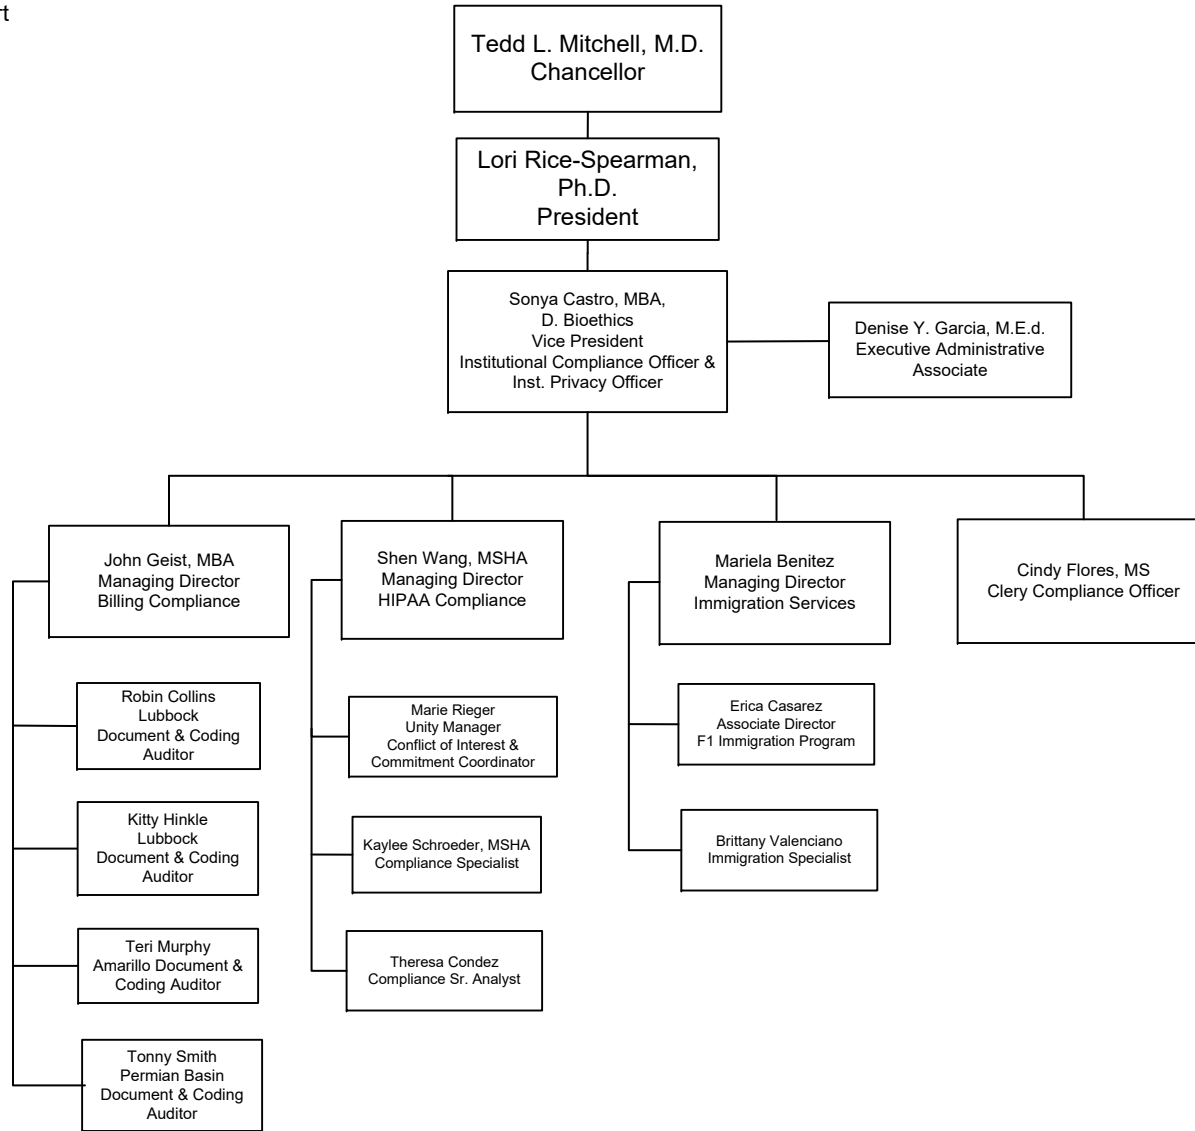 rt
Tedd L. Mitchell, M.D.
Chancellor
Lori Rice-Spearman,
Ph.D.
President
Sonya Castro, MBA,
D. Bioethics
Vice President
Institutional Compliance Officer &
Inst. Privacy Officer
Denise Y. Garcia, M.E.d.
Executive Administrative
Associate
John Geist, MBA
Managing Director
Billing Compliance
Shen Wang, MSHA
Managing Director
HIPAA Compliance
Mariela Benitez
Managing Director
Immigration Services
Cindy Flores, MS
Clery Compliance Officer
Robin Collins
Lubbock
Document & Coding
Auditor
Kitty Hinkle
Lubbock
Document & Coding
Auditor
Teri Murphy
Amarillo Document &
Coding Auditor
Tonny Smith
Permian Basin
Document & Coding
Auditor
Marie Rieger
Unity Manager
Conflict of Interest &
Commitment Coordinator
Kaylee Schroeder, MSHA
Compliance Specialist
Theresa Condez
Compliance Sr. Analyst
Erica Casarez
Associate Director
F1 Immigration Program
Brittany Valenciano
Immigration Specialist